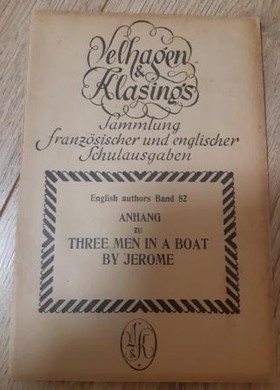 Velhagen
& Klasings
Sammlung
französischer und englischer
Schulausgaben
English authors Band 82
ANHANG
zu
THREE MEN IN A BOAT
BY JEROME
V&K